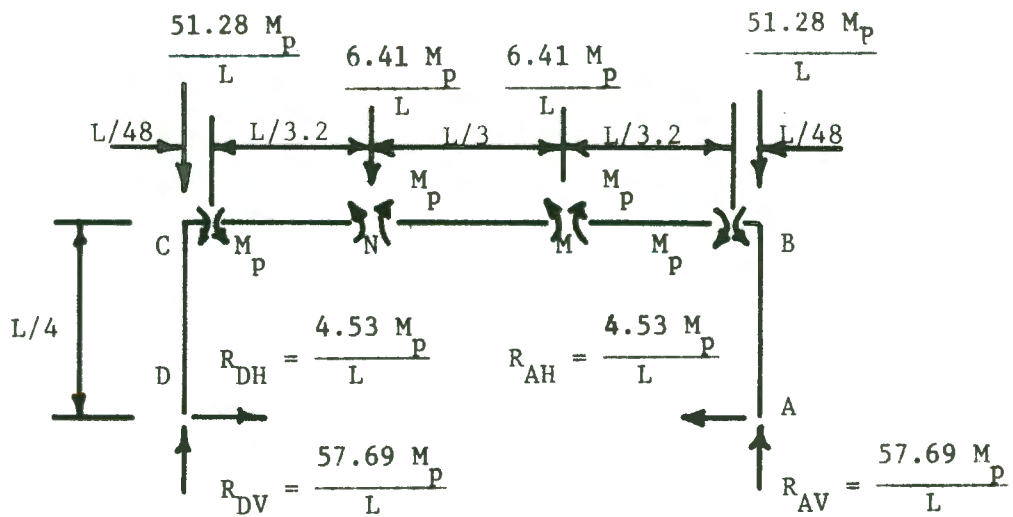 51.28 Mp/L
6.41 Mp/L
6.41 Mp/L
51.28 Mp/L
L/48
L/3.2
L/3
L/3.2
L/48
Mp
Mp
C
Mp
N
M
Mp
B
L/4
D
RDH = 4.53 Mp/L
RAH = 4.53 Mp/L
A
RDV = 57.69 Mp/L
RAV = 57.69 Mp/L